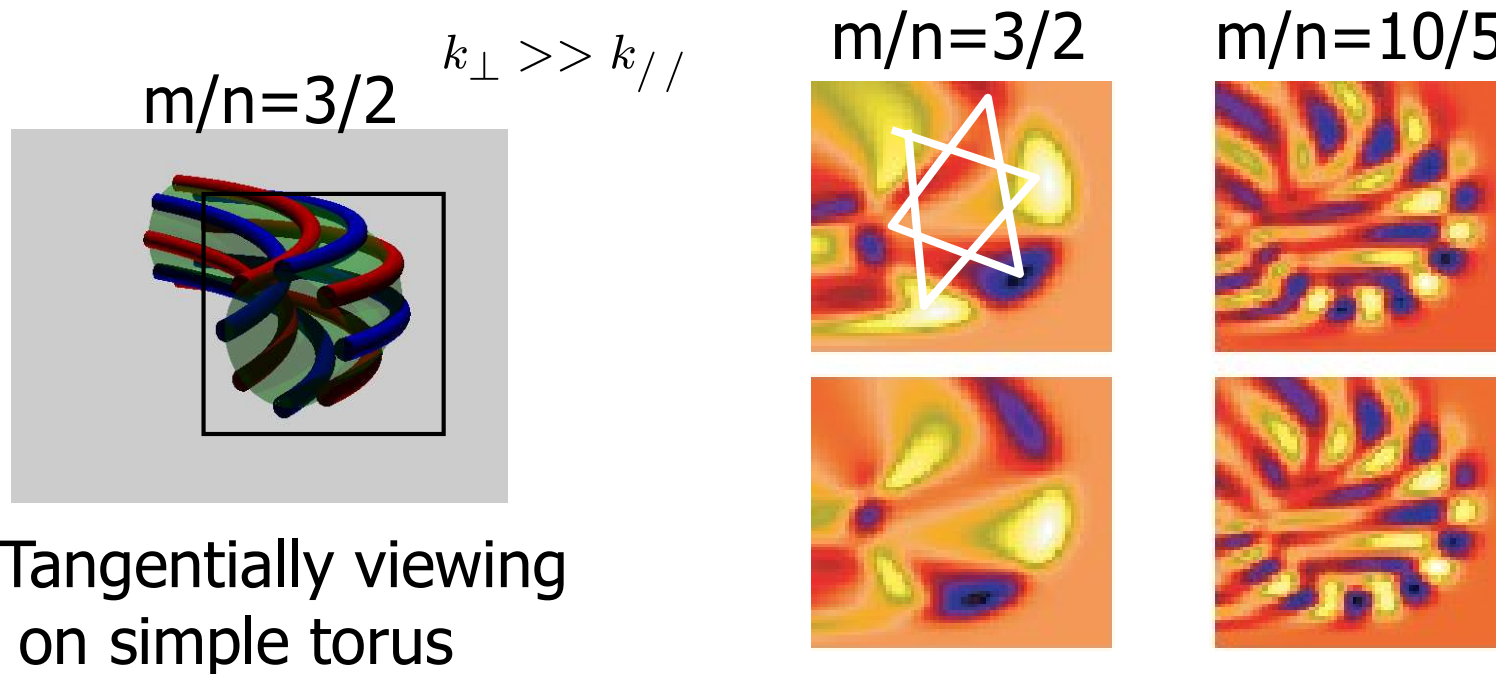 k⊥ >> k//
m/n=3/2
Tangentially viewing
on simple torus
m/n=3/2
m/n=10/5